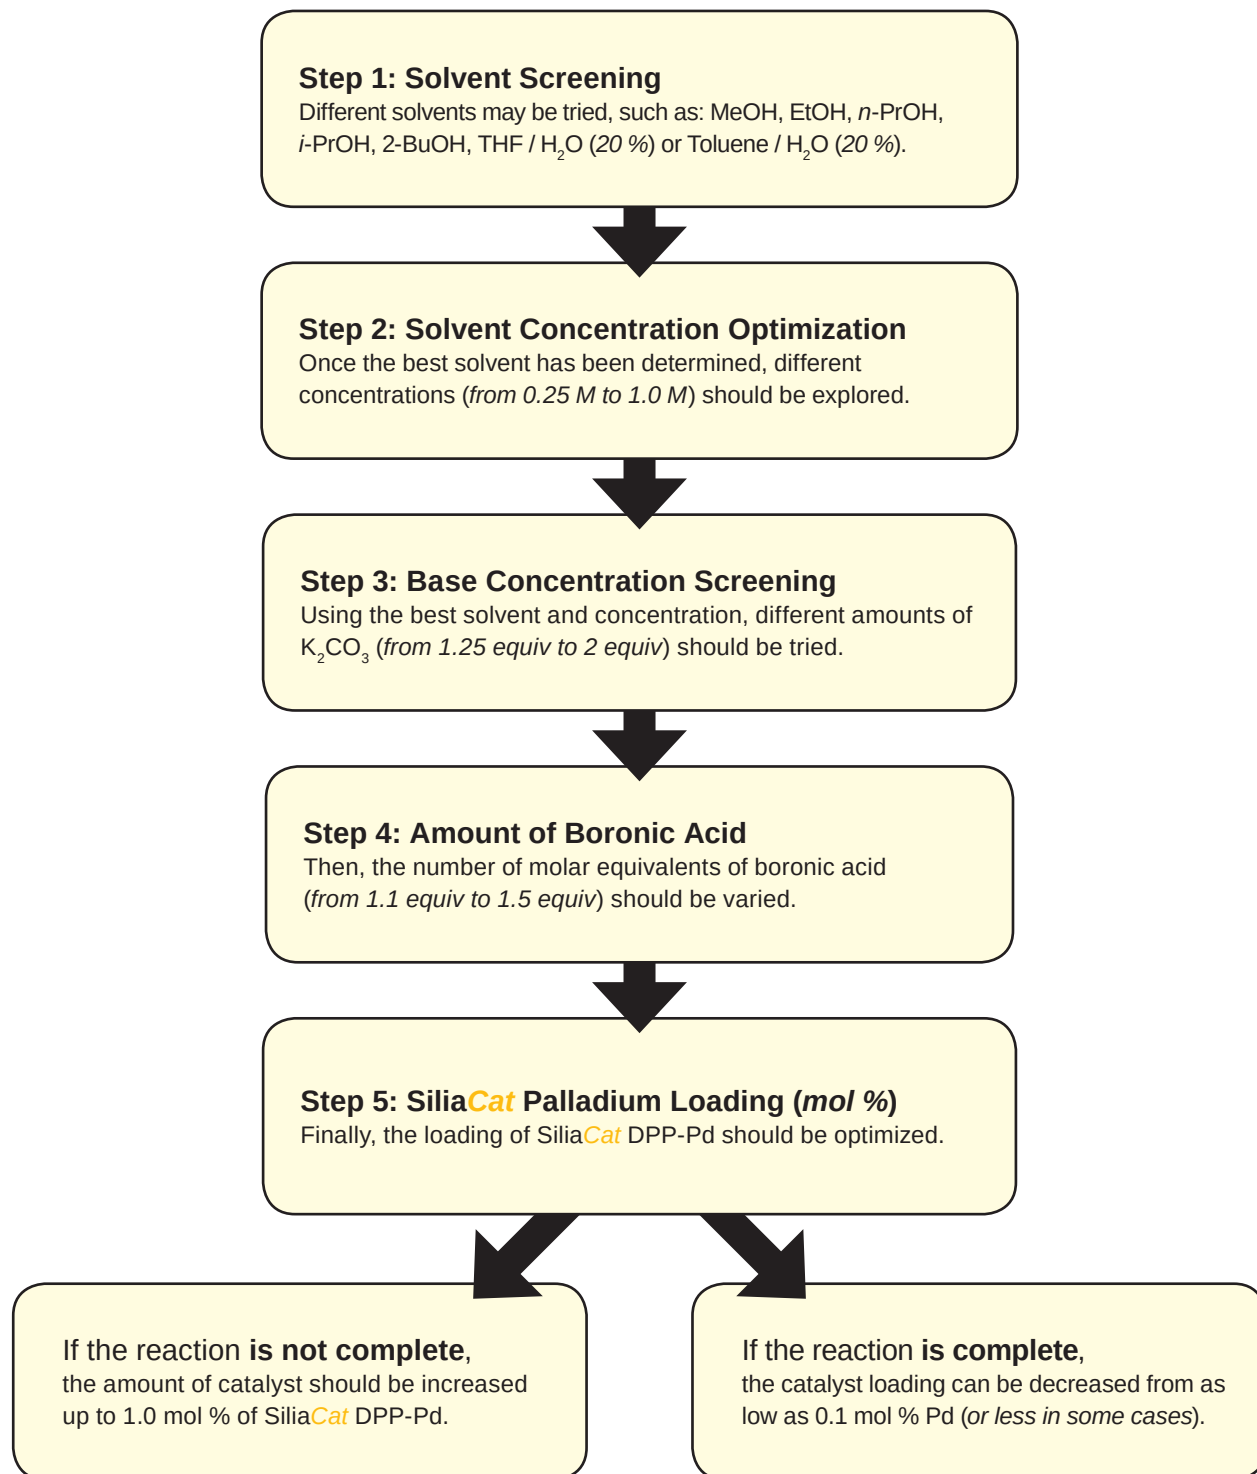 Step 1: Solvent Screening
Different solvents may be tried, such as: MeOH, EtOH, n-PrOH,
i-PrOH, 2-BuOH, THF / H₂O (20 %) or Toluene / H₂O (20 %).
Step 2: Solvent Concentration Optimization
Once the best solvent has been determined, different
concentrations (from 0.25 M to 1.0 M) should be explored.
Step 3: Base Concentration Screening
Using the best solvent and concentration, different amounts of
K₂CO₃ (from 1.25 equiv to 2 equiv) should be tried.
Step 4: Amount of Boronic Acid
Then, the number of molar equivalents of boronic acid
(from 1.1 equiv to 1.5 equiv) should be varied.
Step 5: SiliaCat Palladium Loading (mol %)
Finally, the loading of SiliaCat DPP-Pd should be optimized.
If the reaction is not complete,
the amount of catalyst should be increased
up to 1.0 mol % of SiliaCat DPP-Pd.
If the reaction is complete,
the catalyst loading can be decreased from as
low as 0.1 mol % Pd (or less in some cases).